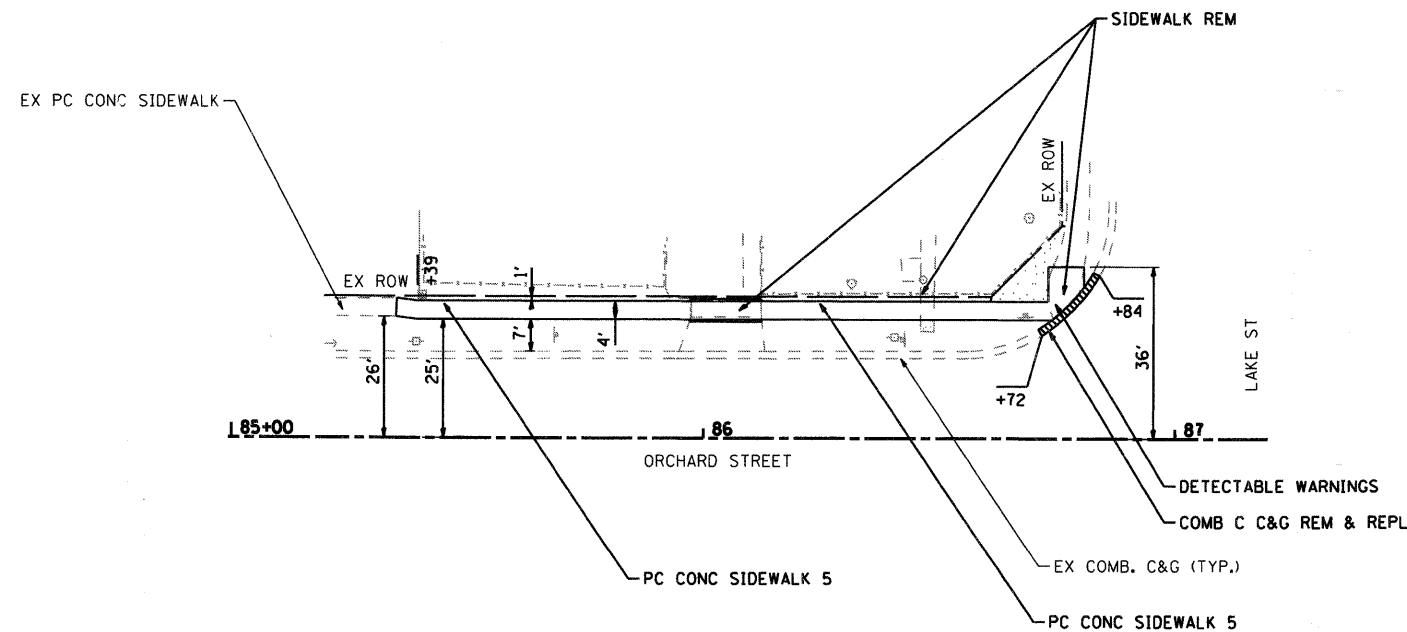 SIDEWALK REM
EX PC CONC SIDEWALK
EX ROW
EX ROW
+39
1'
7'
4'
+84
26'
25'
36'
LAKE ST
+72
85+00
86
87
ORCHARD STREET
DETECTABLE WARNINGS
COMB C C&G REM & REPL
EX COMB. C&G (TYP.)
PC CONC SIDEWALK 5
PC CONC SIDEWALK 5